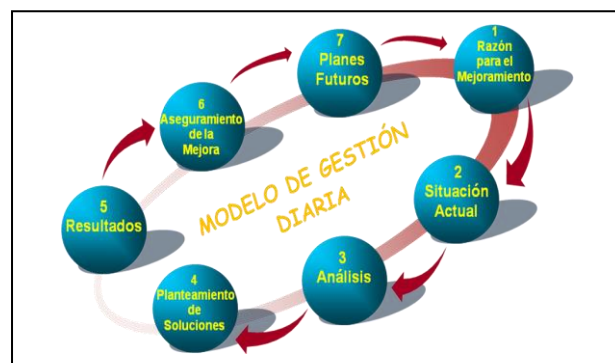 1
Razón
para el
Mejoramiento
2
Situación
Actual
3
Análisis
4
Planteamiento
de
Soluciones
5
Resultados
6
Aseguramiento
de la
Mejora
7
Planes
Futuros
MODELO DE GESTIÓN
DIARIA